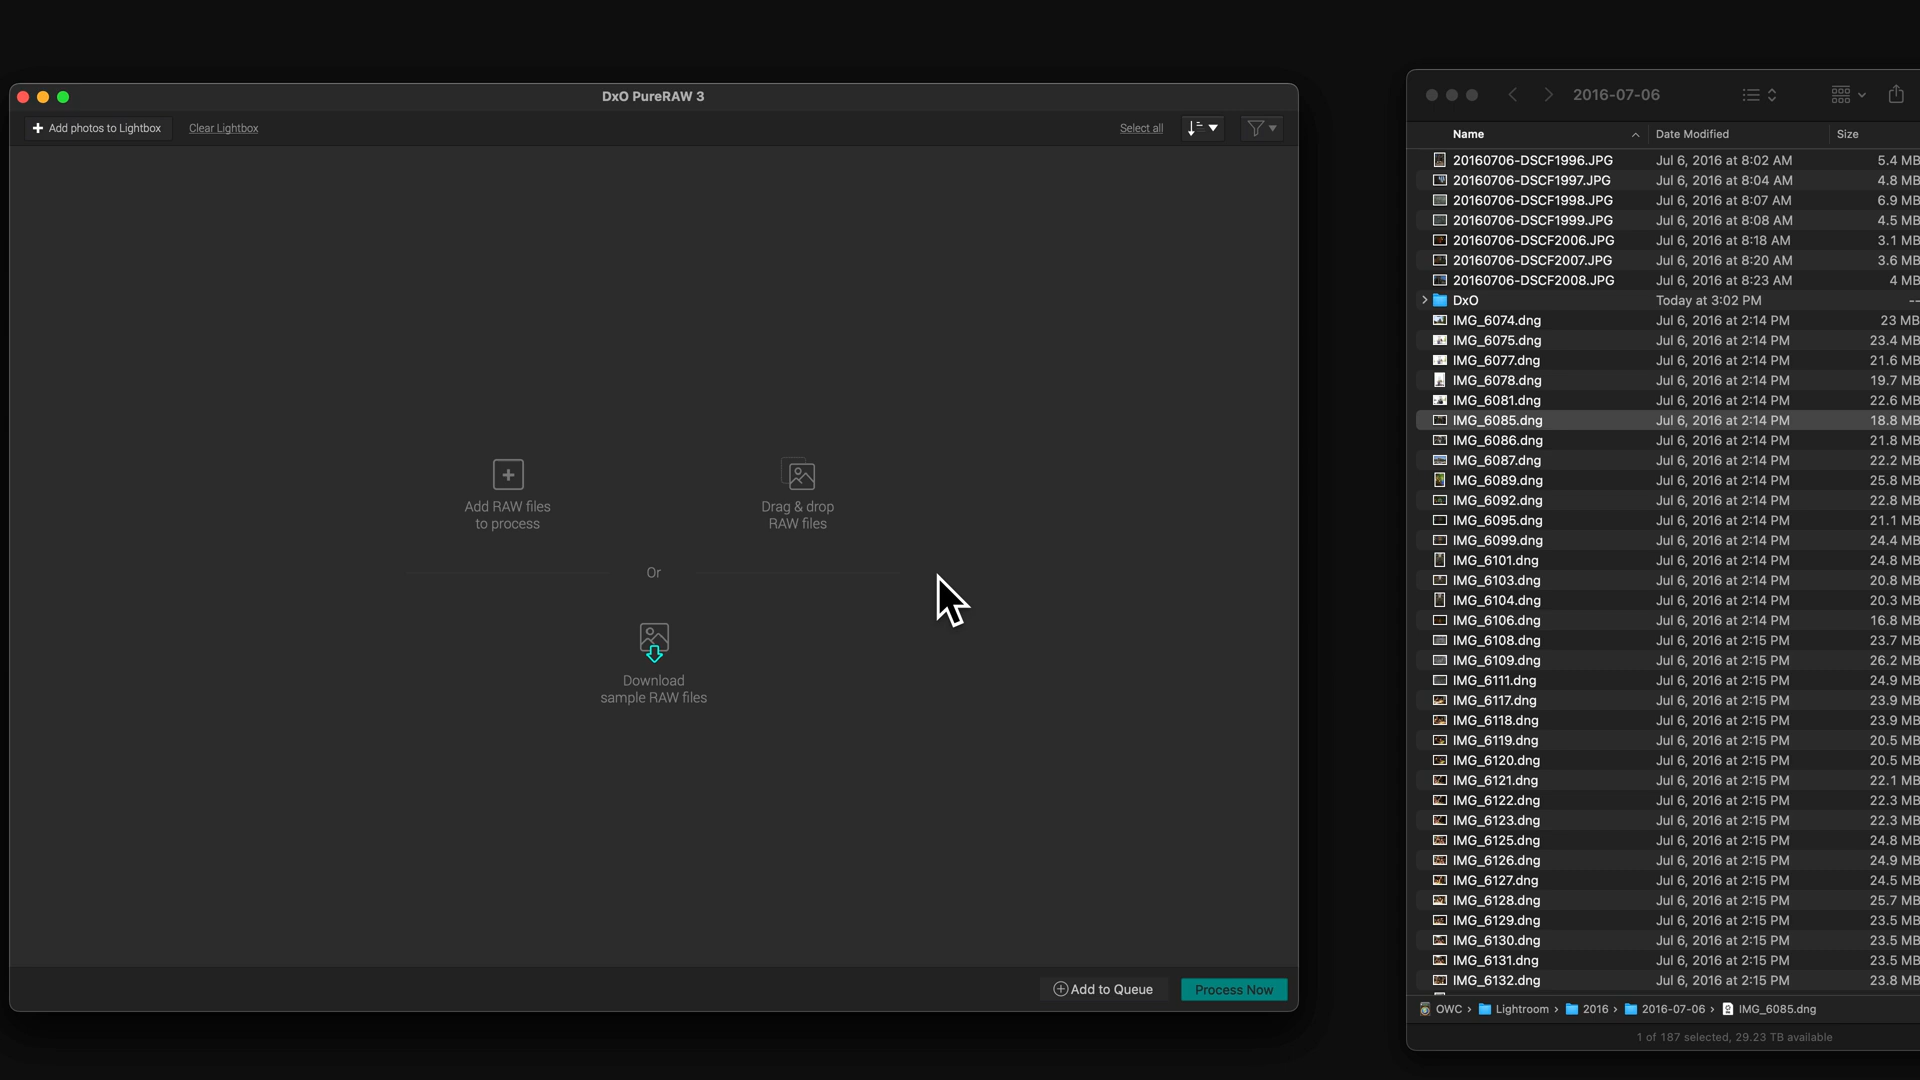 DxO PureRAW 3
Add photos to Lightbox Clear Lightbox Select all
Add RAW files
to process
Drag & drop
RAW files
Or
Download
sample RAW files
Add to Queue Process Now
2016-07-06
Name Date Modified Size
20160706-DSCF1996.JPG Jul 6, 2016 at 8:02 AM 5.4 MB
20160706-DSCF1997.JPG Jul 6, 2016 at 8:04 AM 4.8 MB
20160706-DSCF1998.JPG Jul 6, 2016 at 8:07 AM 6.9 MB
20160706-DSCF1999.JPG Jul 6, 2016 at 8:08 AM 4.5 MB
20160706-DSCF2006.JPG Jul 6, 2016 at 8:18 AM 3.1 MB
20160706-DSCF2007.JPG Jul 6, 2016 at 8:20 AM 3.6 MB
20160706-DSCF2008.JPG Jul 6, 2016 at 8:23 AM 4 MB
DxO Today at 3:02 PM --
IMG_6074.dng Jul 6, 2016 at 2:14 PM 23 MB
IMG_6075.dng Jul 6, 2016 at 2:14 PM 23.4 MB
IMG_6077.dng Jul 6, 2016 at 2:14 PM 21.6 MB
IMG_6078.dng Jul 6, 2016 at 2:14 PM 19.7 MB
IMG_6081.dng Jul 6, 2016 at 2:14 PM 22.6 MB
IMG_6085.dng Jul 6, 2016 at 2:14 PM 18.8 MB
IMG_6086.dng Jul 6, 2016 at 2:14 PM 21.8 MB
IMG_6087.dng Jul 6, 2016 at 2:14 PM 22.2 MB
IMG_6089.dng Jul 6, 2016 at 2:14 PM 25.8 MB
IMG_6092.dng Jul 6, 2016 at 2:14 PM 22.8 MB
IMG_6095.dng Jul 6, 2016 at 2:14 PM 21.1 MB
IMG_6099.dng Jul 6, 2016 at 2:14 PM 24.4 MB
IMG_6101.dng Jul 6, 2016 at 2:14 PM 24.8 MB
IMG_6103.dng Jul 6, 2016 at 2:14 PM 20.8 MB
IMG_6104.dng Jul 6, 2016 at 2:14 PM 20.3 MB
IMG_6106.dng Jul 6, 2016 at 2:14 PM 16.8 MB
IMG_6108.dng Jul 6, 2016 at 2:15 PM 23.7 MB
IMG_6109.dng Jul 6, 2016 at 2:15 PM 26.2 MB
IMG_6111.dng Jul 6, 2016 at 2:15 PM 24.9 MB
IMG_6117.dng Jul 6, 2016 at 2:15 PM 23.9 MB
IMG_6118.dng Jul 6, 2016 at 2:15 PM 23.9 MB
IMG_6119.dng Jul 6, 2016 at 2:15 PM 20.5 MB
IMG_6120.dng Jul 6, 2016 at 2:15 PM 20.5 MB
IMG_6121.dng Jul 6, 2016 at 2:15 PM 22.1 MB
IMG_6122.dng Jul 6, 2016 at 2:15 PM 22.3 MB
IMG_6123.dng Jul 6, 2016 at 2:15 PM 22.3 MB
IMG_6125.dng Jul 6, 2016 at 2:15 PM 24.8 MB
IMG_6126.dng Jul 6, 2016 at 2:15 PM 24.9 MB
IMG_6127.dng Jul 6, 2016 at 2:15 PM 24.5 MB
IMG_6128.dng Jul 6, 2016 at 2:15 PM 25.7 MB
IMG_6129.dng Jul 6, 2016 at 2:15 PM 23.5 MB
IMG_6130.dng Jul 6, 2016 at 2:15 PM 23.5 MB
IMG_6131.dng Jul 6, 2016 at 2:15 PM 23.5 MB
IMG_6132.dng Jul 6, 2016 at 2:15 PM 23.8 MB
OWC › Lightroom › 2016 › 2016-07-06 › IMG_6085.dng
1 of 187 selected, 29.23 TB available